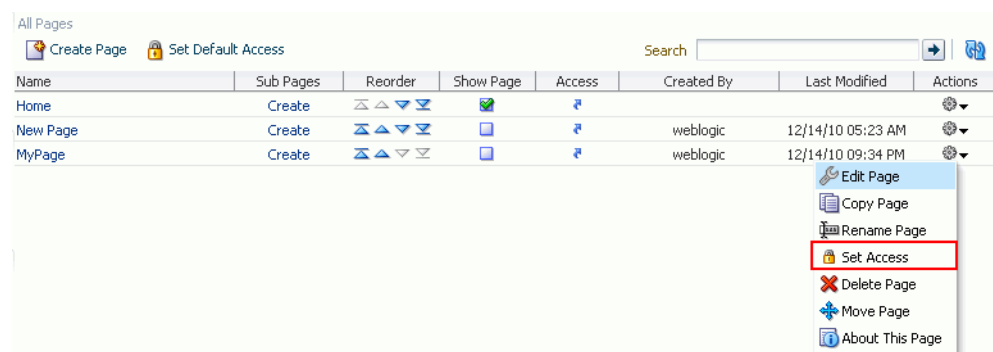 All Pages
Create Page Set Default Access Search
Name Sub Pages Reorder Show Page Access Created By Last Modified Actions
Home Create
New Page Create weblogic 12/14/10 05:23 AM
MyPage Create weblogic 12/14/10 09:34 PM
Edit Page
Copy Page
Rename Page
Set Access
Delete Page
Move Page
About This Page